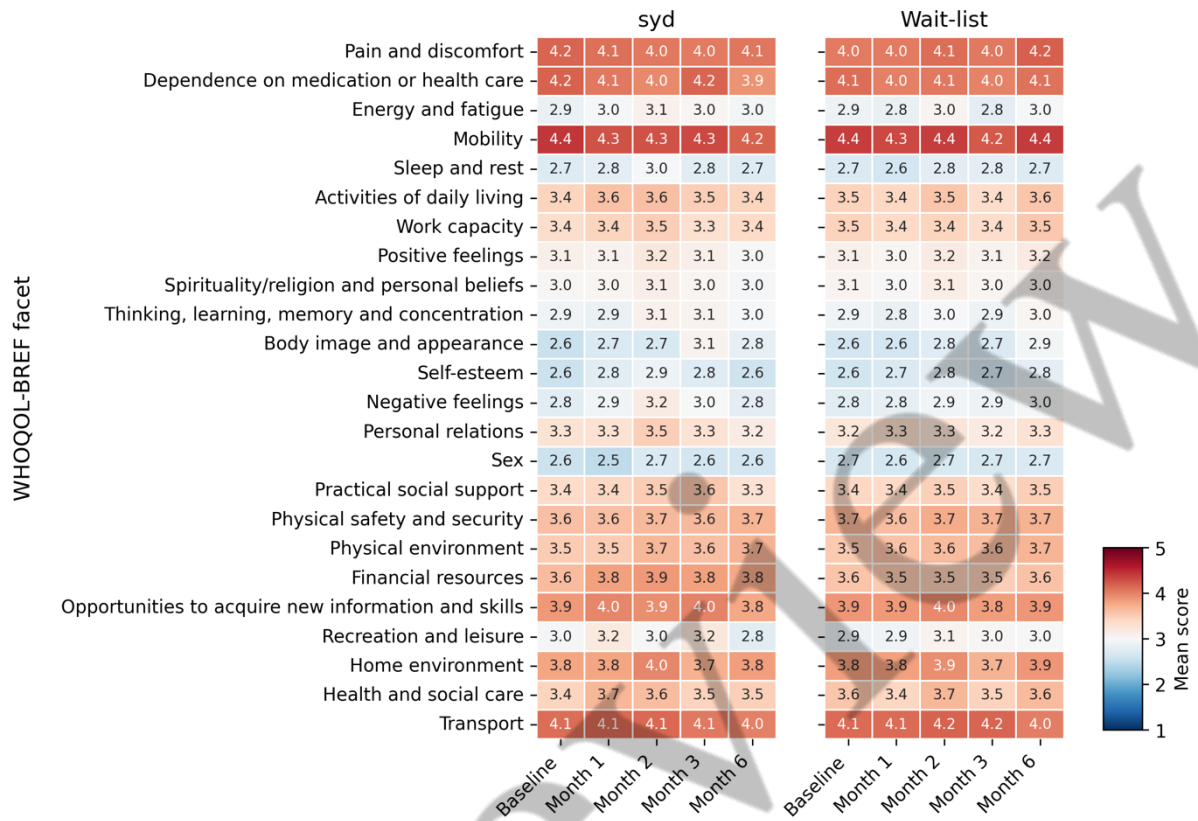 syd Wait-list
Pain and discomfort 4.2 4.1 4.0 4.0 4.1 4.0 4.0 4.1 4.0 4.2
Dependence on medication or health care 4.2 4.1 4.0 4.2 3.9 4.1 4.0 4.1 4.0 4.1
Energy and fatigue 2.9 3.0 3.1 3.0 3.0 2.9 2.8 3.0 2.8 3.0
Mobility 4.4 4.3 4.3 4.3 4.2 4.4 4.3 4.4 4.2 4.4
Sleep and rest 2.7 2.8 3.0 2.8 2.7 2.7 2.6 2.8 2.8 2.7
Activities of daily living 3.4 3.6 3.6 3.5 3.4 3.5 3.4 3.5 3.4 3.6
Work capacity 3.4 3.4 3.5 3.3 3.4 3.5 3.4 3.4 3.4 3.5
Positive feelings 3.1 3.1 3.2 3.1 3.0 3.1 3.0 3.2 3.1 3.2
Spirituality/religion and personal beliefs 3.0 3.0 3.1 3.0 3.0 3.1 3.0 3.1 3.0 3.0
Thinking, learning, memory and concentration 2.9 2.9 3.1 3.1 3.0 2.9 2.8 3.0 2.9 3.0
Body image and appearance 2.6 2.7 2.7 3.1 2.8 2.6 2.6 2.8 2.7 2.9
Self-esteem 2.6 2.8 2.9 2.8 2.6 2.6 2.7 2.8 2.7 2.8
Negative feelings 2.8 2.9 3.2 3.0 2.8 2.8 2.8 2.9 2.9 3.0
Personal relations 3.3 3.3 3.5 3.3 3.2 3.2 3.3 3.3 3.2 3.3
Sex 2.6 2.5 2.7 2.6 2.6 2.7 2.6 2.7 2.7 2.7
Practical social support 3.4 3.4 3.5 3.6 3.3 3.4 3.4 3.5 3.4 3.5
Physical safety and security 3.6 3.6 3.7 3.6 3.7 3.7 3.6 3.7 3.7 3.7
Physical environment 3.5 3.5 3.7 3.6 3.7 3.5 3.6 3.6 3.6 3.7
Financial resources 3.6 3.8 3.9 3.8 3.8 3.6 3.5 3.5 3.5 3.6
Opportunities to acquire new information and skills 3.9 4.0 3.9 4.0 3.8 3.9 3.9 4.0 3.8 3.9
Recreation and leisure 3.0 3.2 3.0 3.2 2.8 2.9 2.9 3.1 3.0 3.0
Home environment 3.8 3.8 4.0 3.7 3.8 3.8 3.8 3.9 3.7 3.9
Health and social care 3.4 3.7 3.6 3.5 3.5 3.6 3.4 3.7 3.5 3.6
Transport 4.1 4.1 4.1 4.1 4.0 4.1 4.1 4.2 4.2 4.0
Baseline Month 1 Month 2 Month 3 Month 6 Baseline Month 1 Month 2 Month 3 Month 6
WHOQOL-BREF facet
5
4
3
2
1
Mean score
view